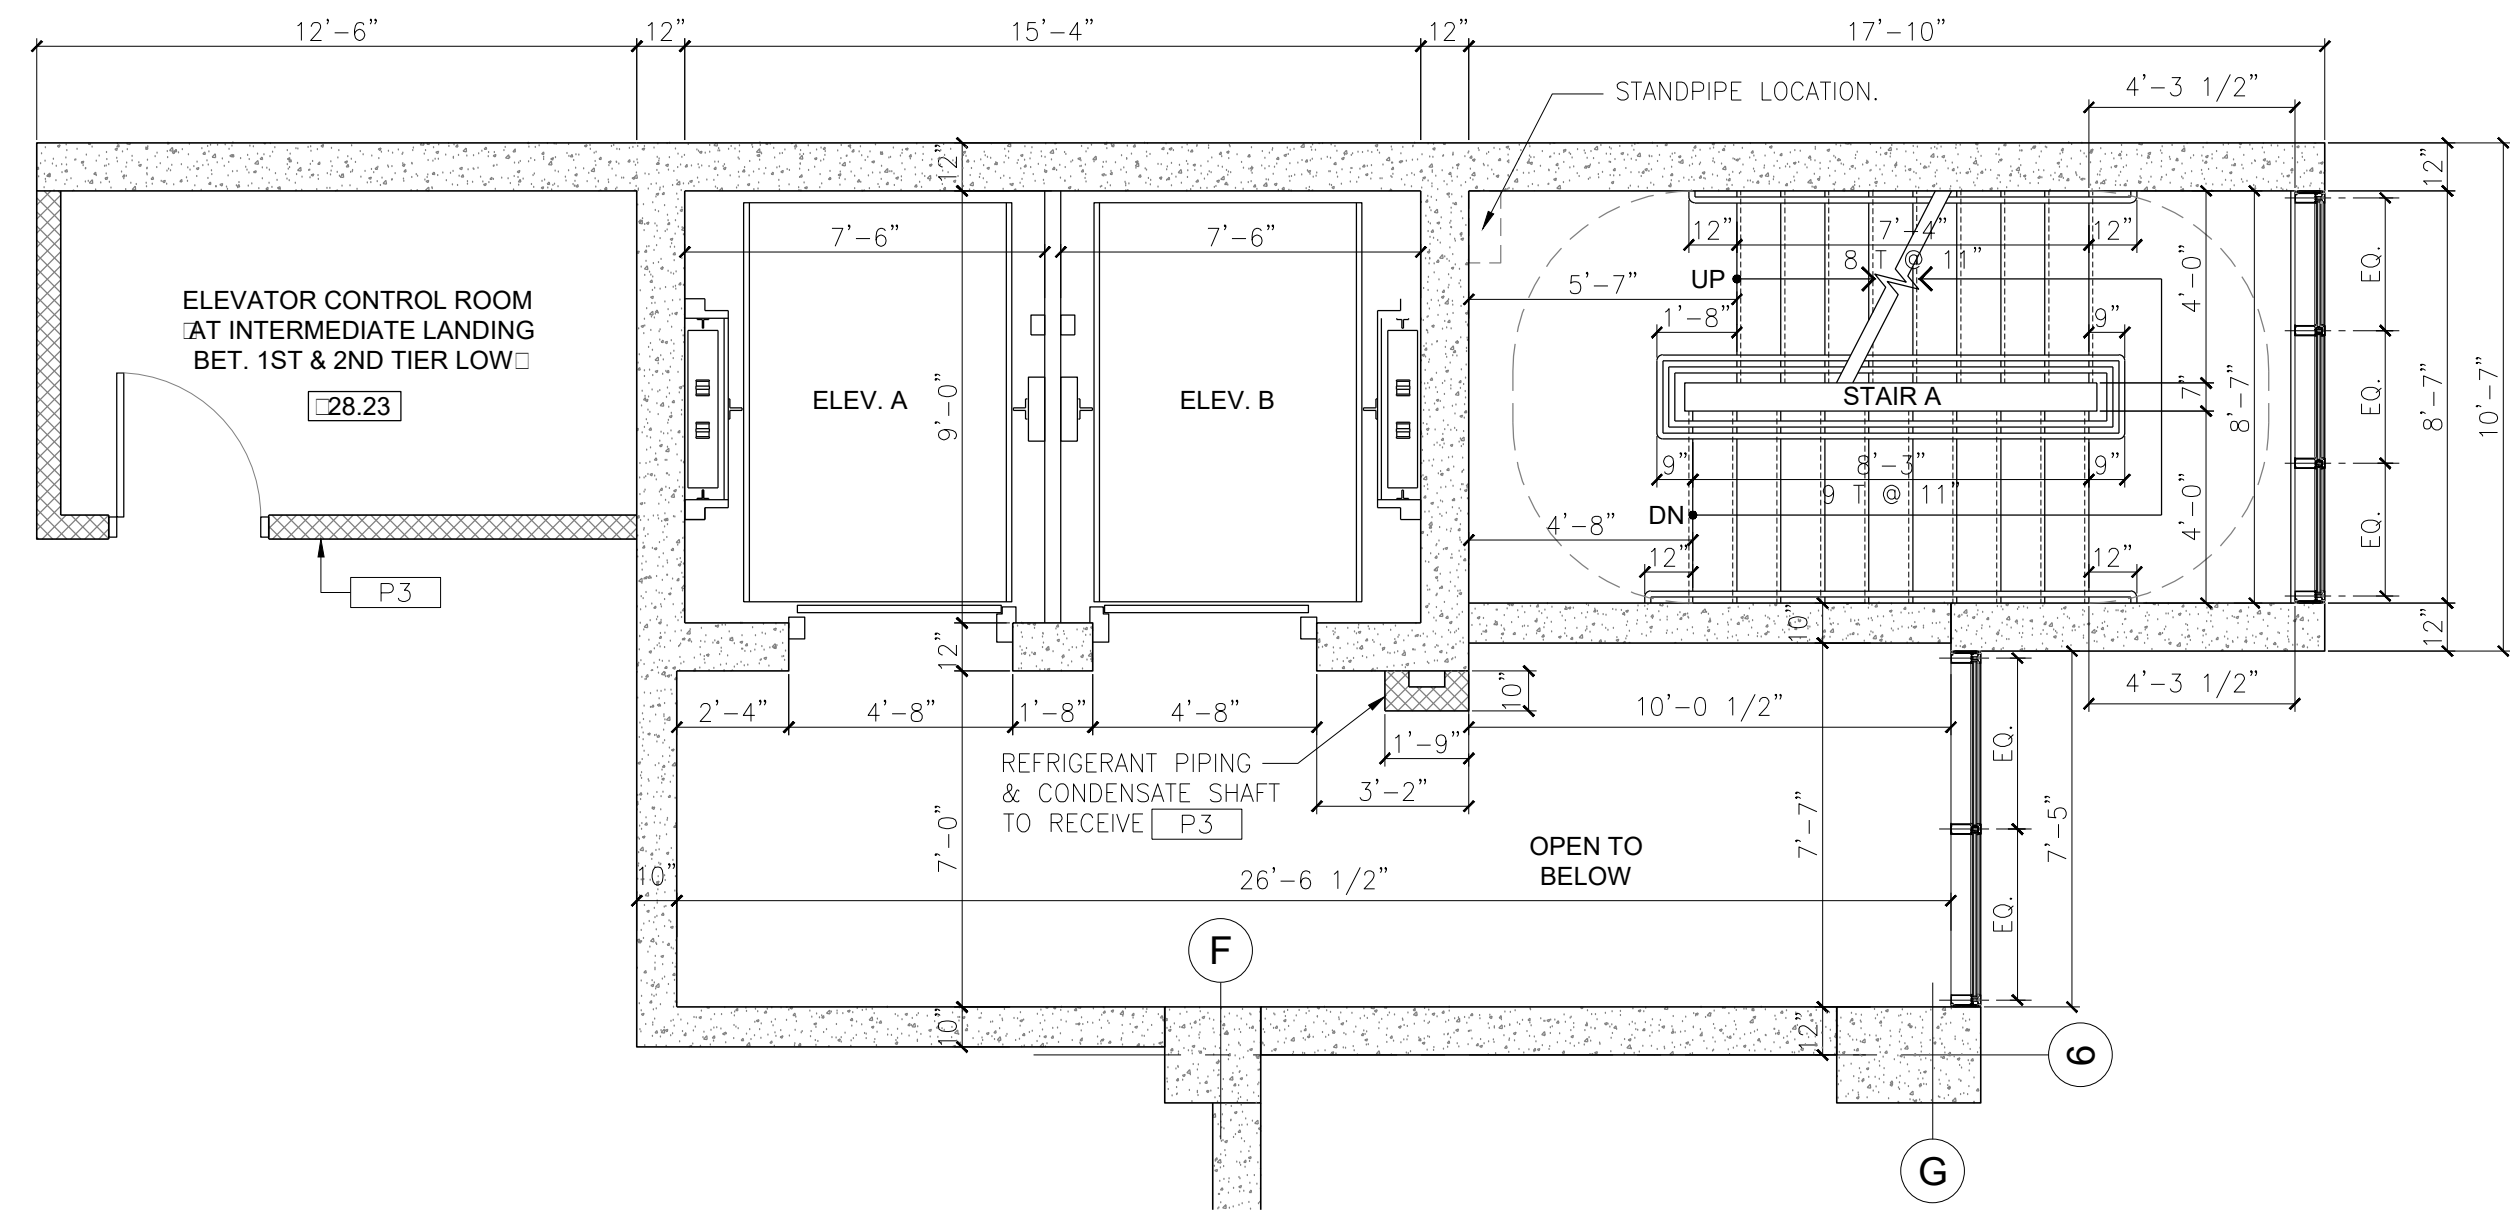 12'-6"
12"
15'-4"
12"
17'-10"
4'-3 1/2"
STANDPIPE LOCATION.
12"
12"
7'-6"
7'-6"
12"
7'-4"
12"
8 T @ 11"
5'-7"
UP
1'-8"
9"
4'-0"
EQ.
ELEVATOR CONTROL ROOM
□AT INTERMEDIATE LANDING
BET. 1ST & 2ND TIER LOW□
□28.23
ELEV. A
9'-0"
ELEV. B
STAIR A
7"
8'-7"
EQ.
8'-7"
10'-7"
9"
8'-3"
9"
9 T @ 11"
DN
4'-8"
4'-0"
EQ.
12"
12"
P3
12"
10"
12"
2'-4"
4'-8"
1'-8"
4'-8"
10"
10'-0 1/2"
4'-3 1/2"
1'-9"
EQ.
REFRIGERANT PIPING
& CONDENSATE SHAFT
TO RECEIVE P3
3'-2"
7'-0"
7'-7"
7'-5"
OPEN TO
BELOW
10"
26'-6 1/2"
EQ.
F
10"
12"
6
G